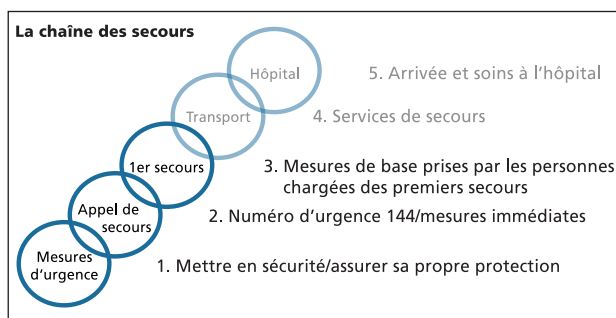 La chaîne des secours
Hôpital
5. Arrivée et soins à l’hôpital
Transport
4. Services de secours
1er secours
3. Mesures de base prises par les personnes
chargées des premiers secours
Appel de
secours
2. Numéro d’urgence 144/mesures immédiates
Mesures
d’urgence
1. Mettre en sécurité/assurer sa propre protection